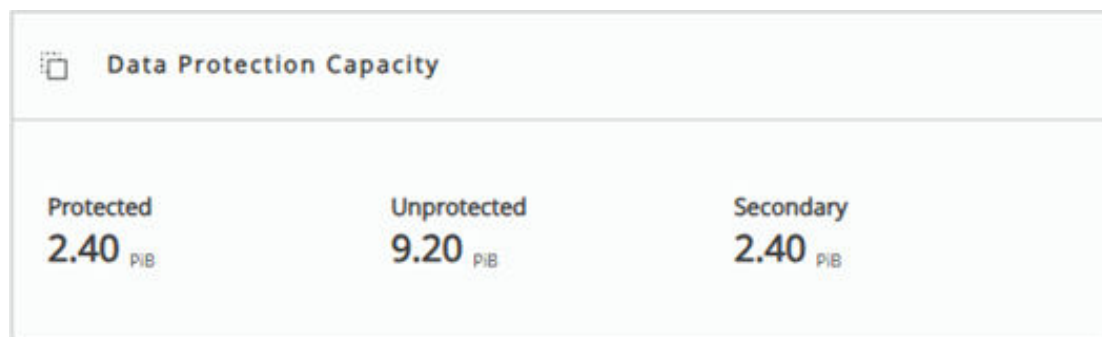 Data Protection Capacity
Protected Unprotected Secondary
2.40 PiB 9.20 PiB 2.40 PiB